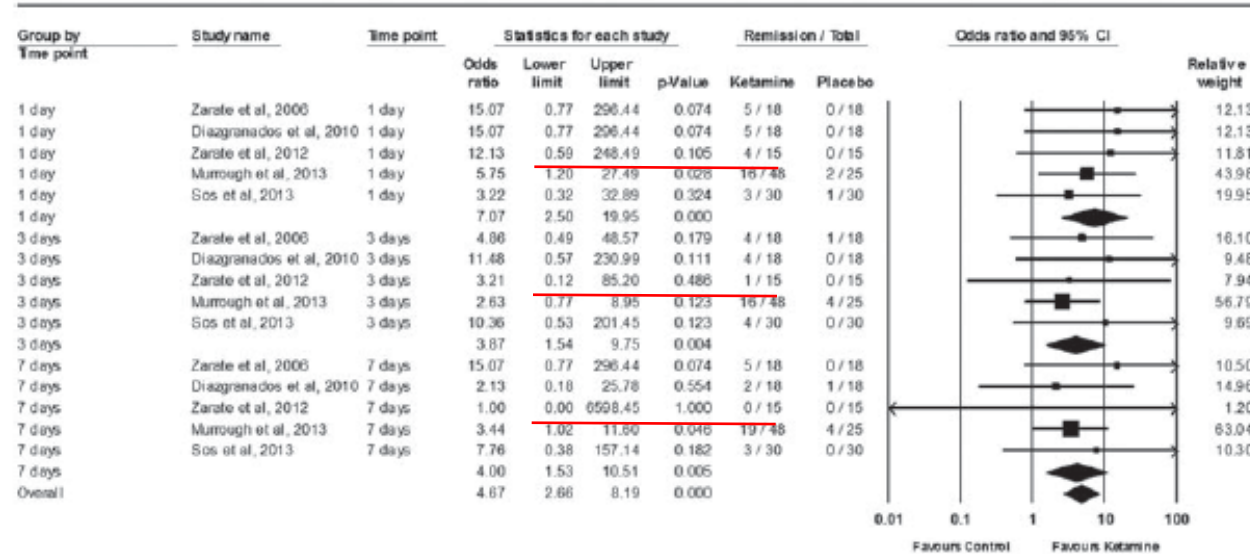 Group by Study name Time point Statistics for each study Remission / Total Odds ratio and 95% CI
Time point
Odds ratio Lower limit Upper limit p-Value Ketamine Placebo Relative weight
1 day Zarate et al, 2006 1 day 15.07 0.77 296.44 0.074 5 / 18 0 / 18 12.13
1 day Diazgranados et al, 2010 1 day 15.07 0.77 296.44 0.074 5 / 18 0 / 18 12.13
1 day Zarate et al, 2012 1 day 12.13 0.59 248.49 0.105 4 / 15 0 / 15 11.81
1 day Murrough et al, 2013 1 day 5.75 1.20 27.49 0.028 16 / 48 2 / 25 43.98
1 day Sos et al, 2013 1 day 3.22 0.32 32.89 0.324 3 / 30 1 / 30 19.95
1 day 7.07 2.50 19.95 0.000
3 days Zarate et al, 2006 3 days 4.86 0.49 48.57 0.179 4 / 18 1 / 18 16.10
3 days Diazgranados et al, 2010 3 days 11.48 0.57 230.99 0.111 4 / 18 0 / 18 9.48
3 days Zarate et al, 2012 3 days 3.21 0.12 85.20 0.486 1 / 15 0 / 15 7.94
3 days Murrough et al, 2013 3 days 2.63 0.77 8.95 0.123 16 / 48 4 / 25 56.79
3 days Sos et al, 2013 3 days 10.36 0.53 201.45 0.123 4 / 30 0 / 30 9.69
3 days 3.87 1.54 9.75 0.004
7 days Zarate et al, 2006 7 days 15.07 0.77 296.44 0.074 5 / 18 0 / 18 10.50
7 days Diazgranados et al, 2010 7 days 2.13 0.18 25.78 0.554 2 / 18 1 / 18 14.96
7 days Zarate et al, 2012 7 days 1.00 0.00 6598.45 1.000 0 / 15 0 / 15 1.20
7 days Murrough et al, 2013 7 days 3.44 1.02 11.60 0.046 19 / 48 4 / 25 63.04
7 days Sos et al, 2013 7 days 7.76 0.38 157.14 0.182 3 / 30 0 / 30 10.30
7 days 4.00 1.53 10.51 0.005
Overall 4.67 2.66 8.19 0.000
0.01 0.1 1 10 100
Favours Control Favours Ketamine